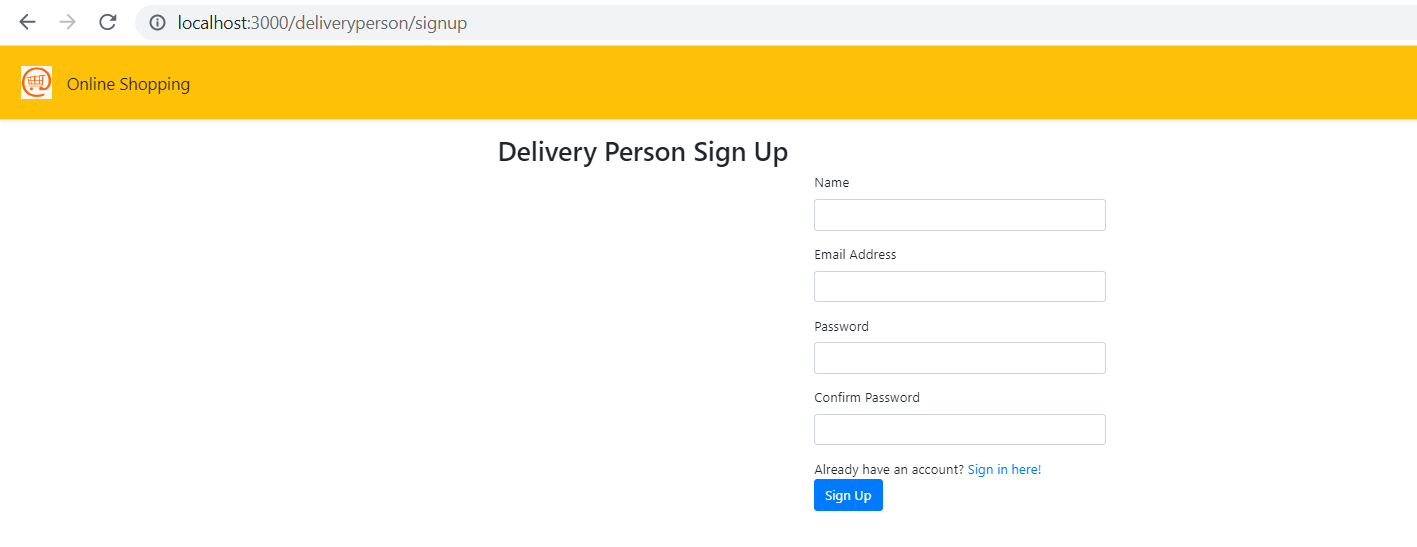 localhost:3000/deliveryperson/signup
Online Shopping
Delivery Person Sign Up
Name
Email Address
Password
Confirm Password
Already have an account? Sign in here!
Sign Up